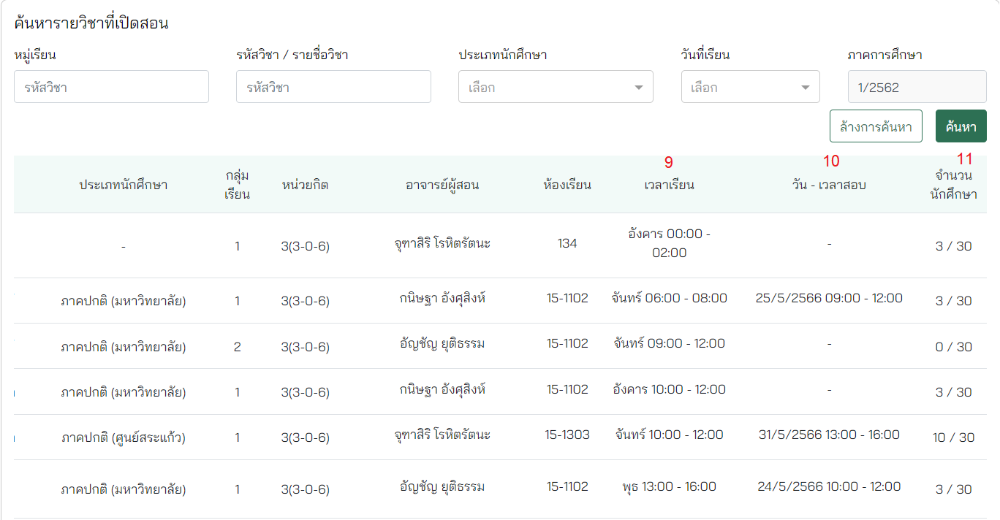 ค้นหารายวิชาที่เปิดสอน
หมู่เรียน รหัสวิชา / รายชื่อวิชา ประเภทนักศึกษา วันที่เรียน ภาคการศึกษา
รหัสวิชา รหัสวิชา เลือก เลือก 1/2562
ล้างการค้นหา ค้นหา
9 10 11
ประเภทนักศึกษา กลุ่ม เรียน หน่วยกิต อาจารย์ผู้สอน ห้องเรียน เวลาเรียน วัน - เวลาสอบ จำนวน นักศึกษา
- 1 3(3-0-6) จุฑาสิริ โรหิตรัตนะ 134 อังคาร 00:00 - 02:00 - 3 / 30
ภาคปกติ (มหาวิทยาลัย) 1 3(3-0-6) กนิษฐา อังศุสิงห์ 15-1102 จันทร์ 06:00 - 08:00 25/5/2566 09:00 - 12:00 3 / 30
ภาคปกติ (มหาวิทยาลัย) 2 3(3-0-6) อัญชัญ ยุติธรรม 15-1102 จันทร์ 09:00 - 12:00 - 0 / 30
ภาคปกติ (มหาวิทยาลัย) 1 3(3-0-6) กนิษฐา อังศุสิงห์ 15-1102 อังคาร 10:00 - 12:00 - 3 / 30
ภาคปกติ (ศูนย์สระแก้ว) 1 3(3-0-6) จุฑาสิริ โรหิตรัตนะ 15-1303 จันทร์ 10:00 - 12:00 31/5/2566 13:00 - 16:00 10 / 30
ภาคปกติ (มหาวิทยาลัย) 1 3(3-0-6) อัญชัญ ยุติธรรม 15-1102 พุธ 13:00 - 16:00 24/5/2566 10:00 - 12:00 3 / 30